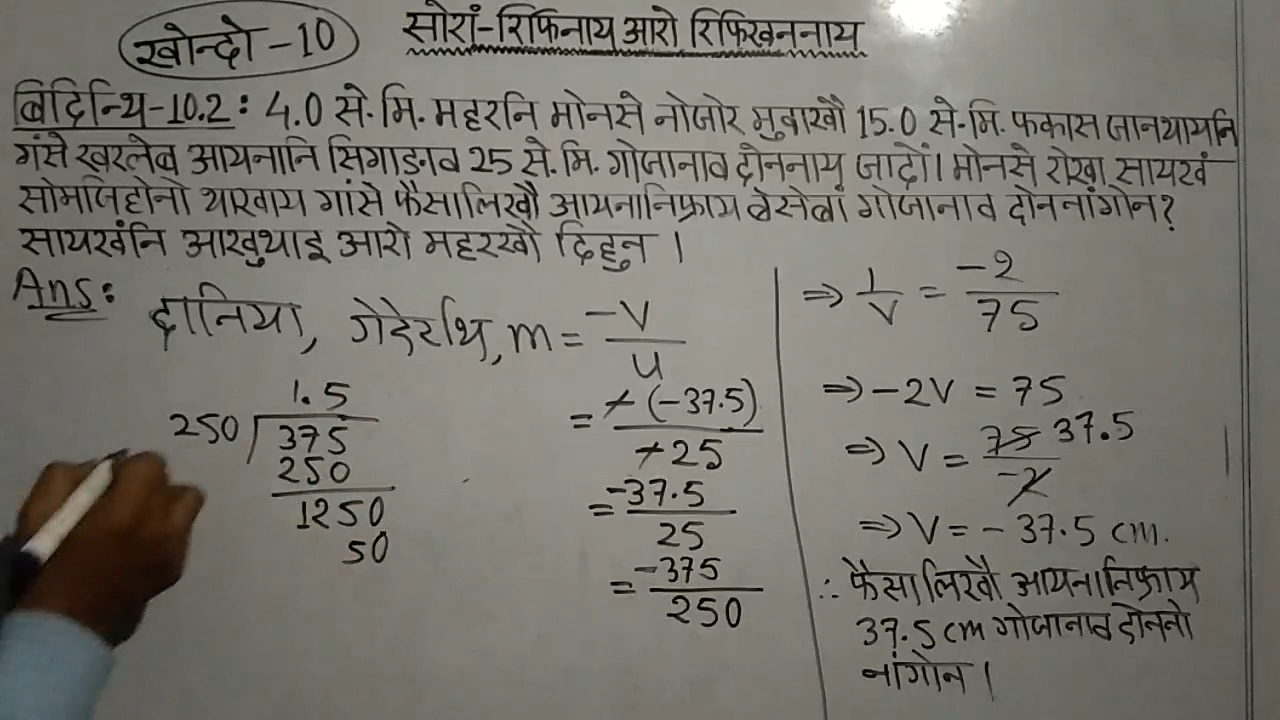 खोन्दो -10
सोरां-रिफिनाय आरो रिफिखननाय
बिदिन्थि-10.2: 4.0 से.मि. महरनि मोनसे नोजोर मुवाखौ 15.0 से.मि. फकास जानथायनि
गंसे खरलेब आयनानि सिगाङाव 25 से.मि. गोजानाव दोननाय जादों। मोनसे रोखा सायखं
सोमजिहोनो थाखाय गांसे फैसालिखौ आयनानिफ्राय बेसेबा गोजानाव दोननांगोन?
सायखंनि आखुथाइ आरो महरखौ दिहुन।
Ans:
दानिया, गेदेरथि, m = -v/u
= -(-37.5)/+25
= -37.5/25
= -375/250
1.5
250 375
250
1250
50
⇒ 1/v = -2/75
⇒ -2v = 75
⇒ v = 75/-2 37.5
⇒ v = - 37.5 cm.
∴ फैसालिखौ आयनानिफ्राय
37.5 cm गोजानाव दोननो
नांगोन।